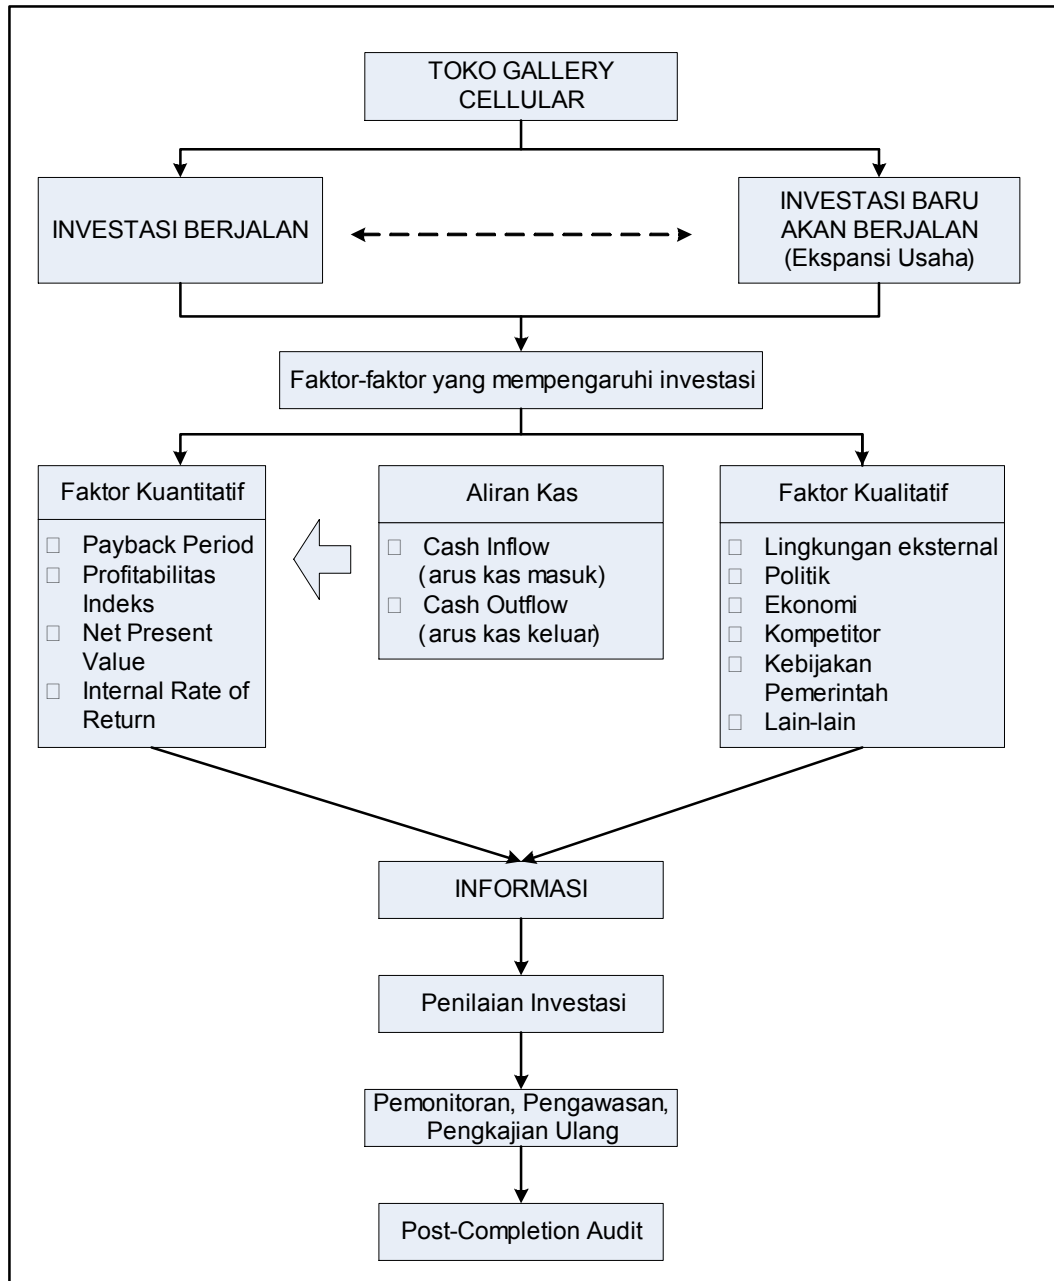 TOKO GALLERY
CELLULAR
INVESTASI BERJALAN
INVESTASI BARU
AKAN BERJALAN
(Ekspansi Usaha)
Faktor-faktor yang mempengaruhi investasi
Faktor Kuantitatif
Payback Period
Profitabilitas
Indeks
Net Present
Value
Internal Rate of
Return
Aliran Kas
Cash Inflow
(arus kas masuk)
Cash Outflow
(arus kas keluar)
Faktor Kualitatif
Lingkungan eksternal
Politik
Ekonomi
Kompetitor
Kebijakan
Pemerintah
Lain-lain
INFORMASI
Penilaian Investasi
Pemonitoran, Pengawasan,
Pengkajian Ulang
Post-Completion Audit